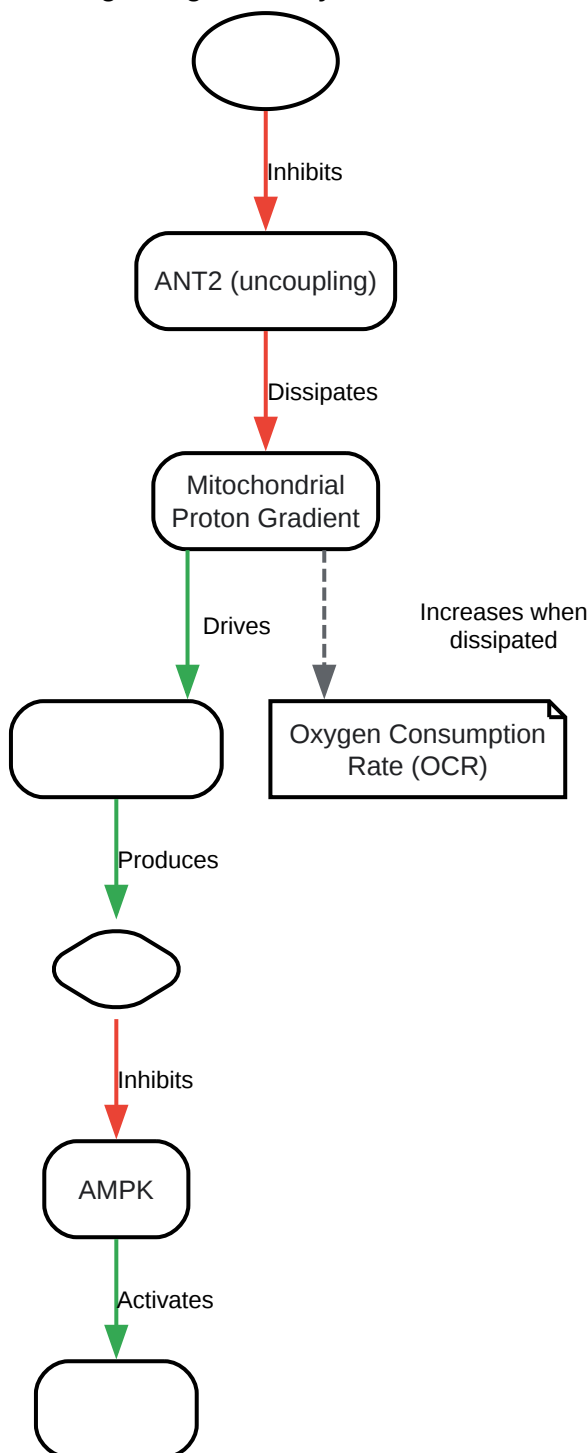 Inhibits
ANT2 (uncoupling)
Dissipates
Mitochondrial
Proton Gradient
Drives
Increases when
dissipated
Oxygen Consumption
Rate (OCR)
Produces
Inhibits
AMPK
Activates